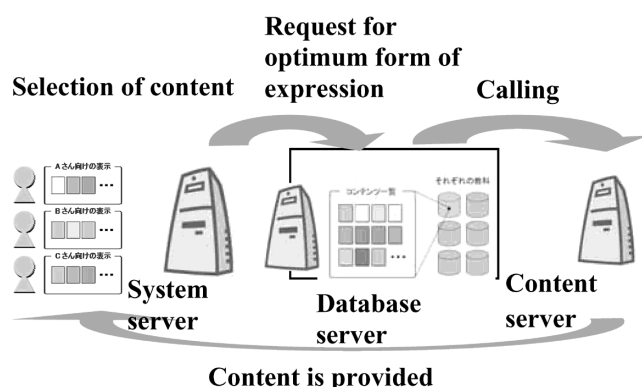 Request for
optimum form of
expression
Selection of content
Calling
Aさん向けの表示
...
Bさん向けの表示
...
Cさん向けの表示
...
コンテンツ一覧
...
それぞれの教科
System
server
Database
server
Content
server
Content is provided